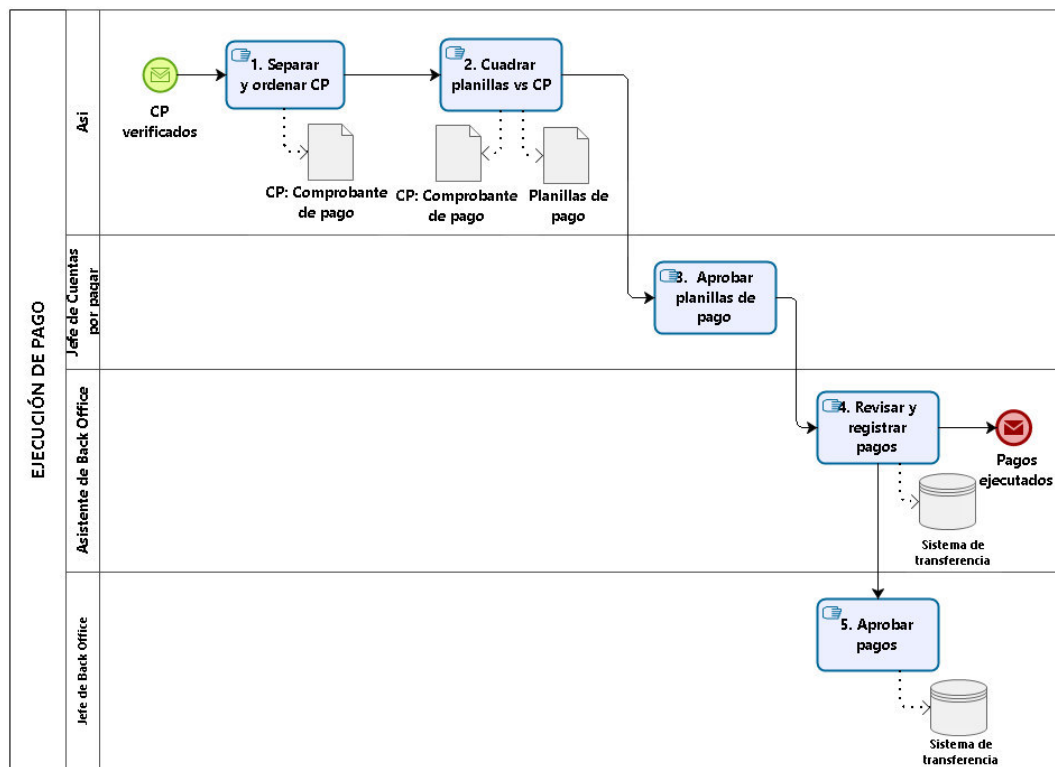 EJECUCIÓN DE PAGO
Asi
CP
verificados
1. Separar
y ordenar CP
CP: Comprobante
de pago
2. Cuadrar
planillas vs CP
CP: Comprobante
de pago
Planillas de
pago
Jefe de Cuentas
por pagar
3. Aprobar
planillas de
pago
Asistente de Back Office
4. Revisar y
registrar
pagos
Pagos
ejecutados
Sistema de
transferencia
Jefe de Back Office
5. Aprobar
pagos
Sistema de
transferencia